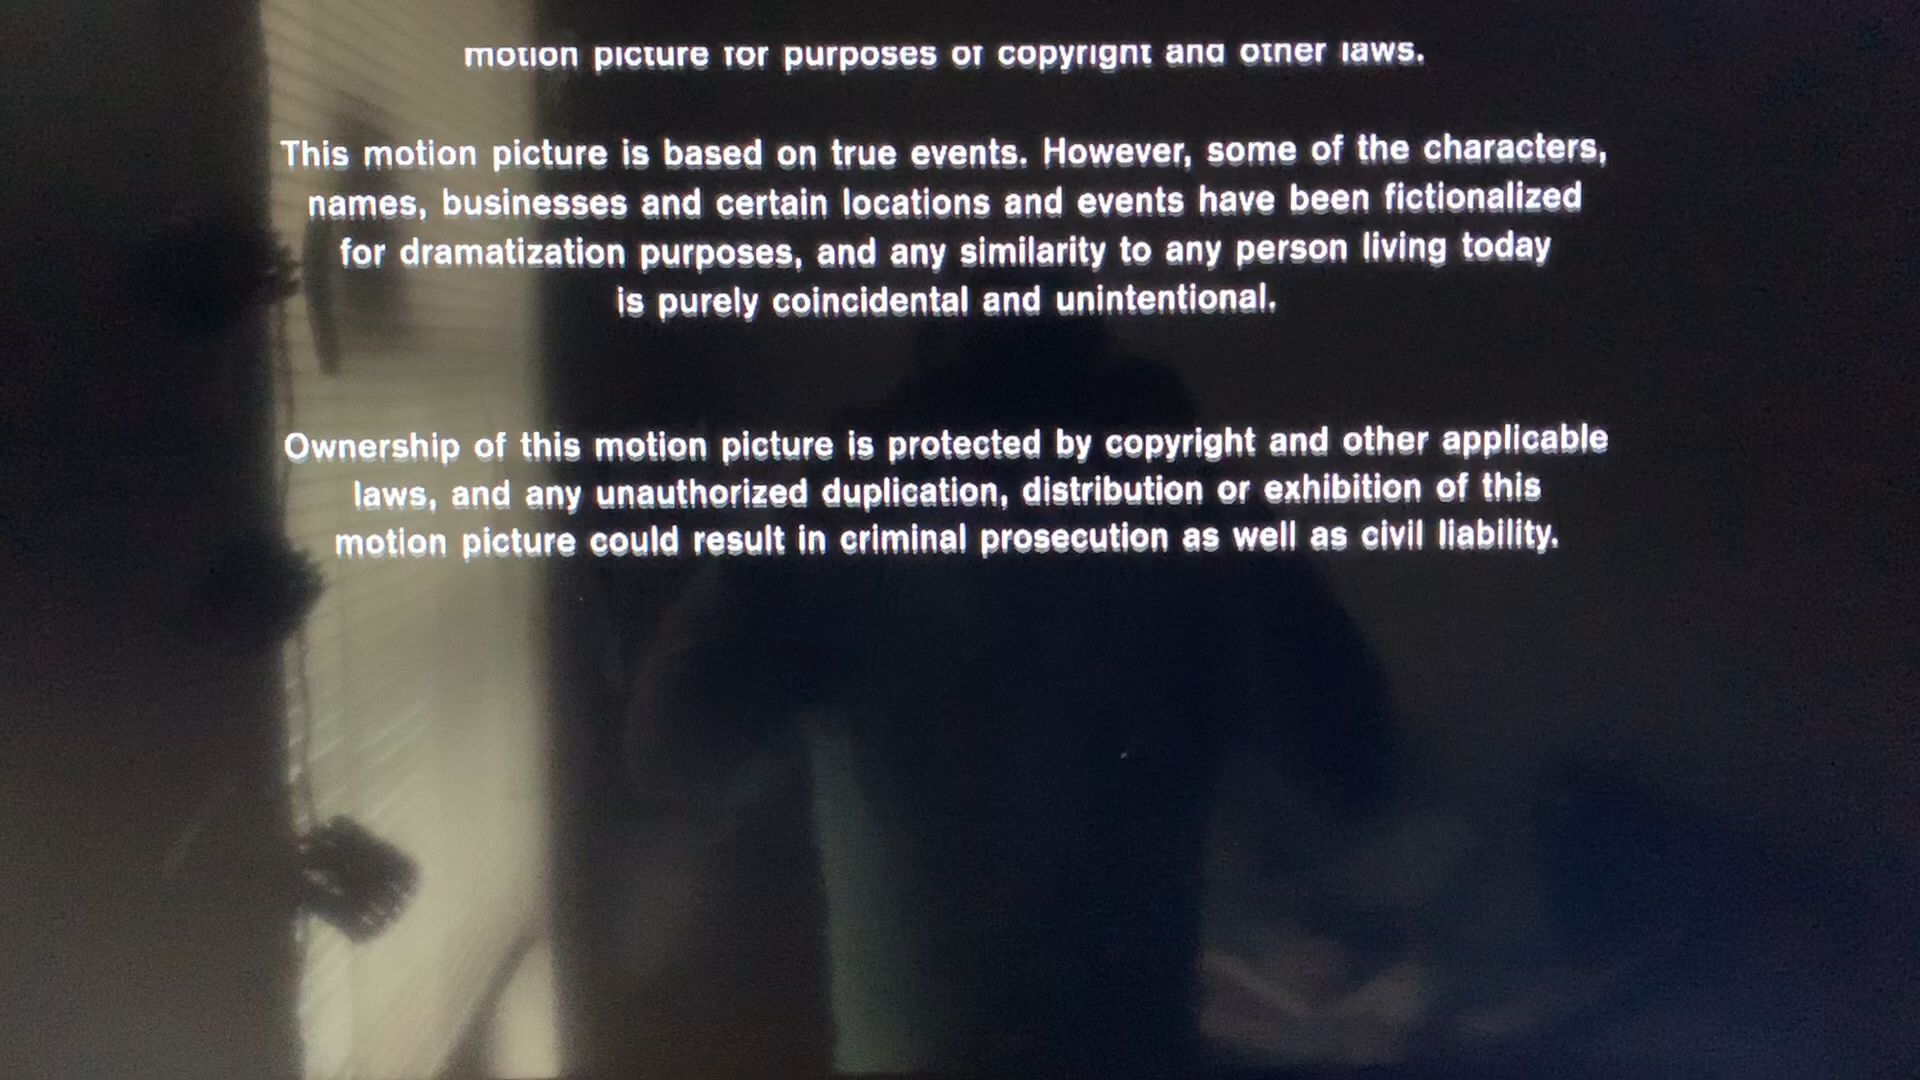 motion picture for purposes of copyright and other laws.
This motion picture is based on true events. However, some of the characters,
names, businesses and certain locations and events have been fictionalized
for dramatization purposes, and any similarity to any person living today
is purely coincidental and unintentional.
Ownership of this motion picture is protected by copyright and other applicable
laws, and any unauthorized duplication, distribution or exhibition of this
motion picture could result in criminal prosecution as well as civil liability.